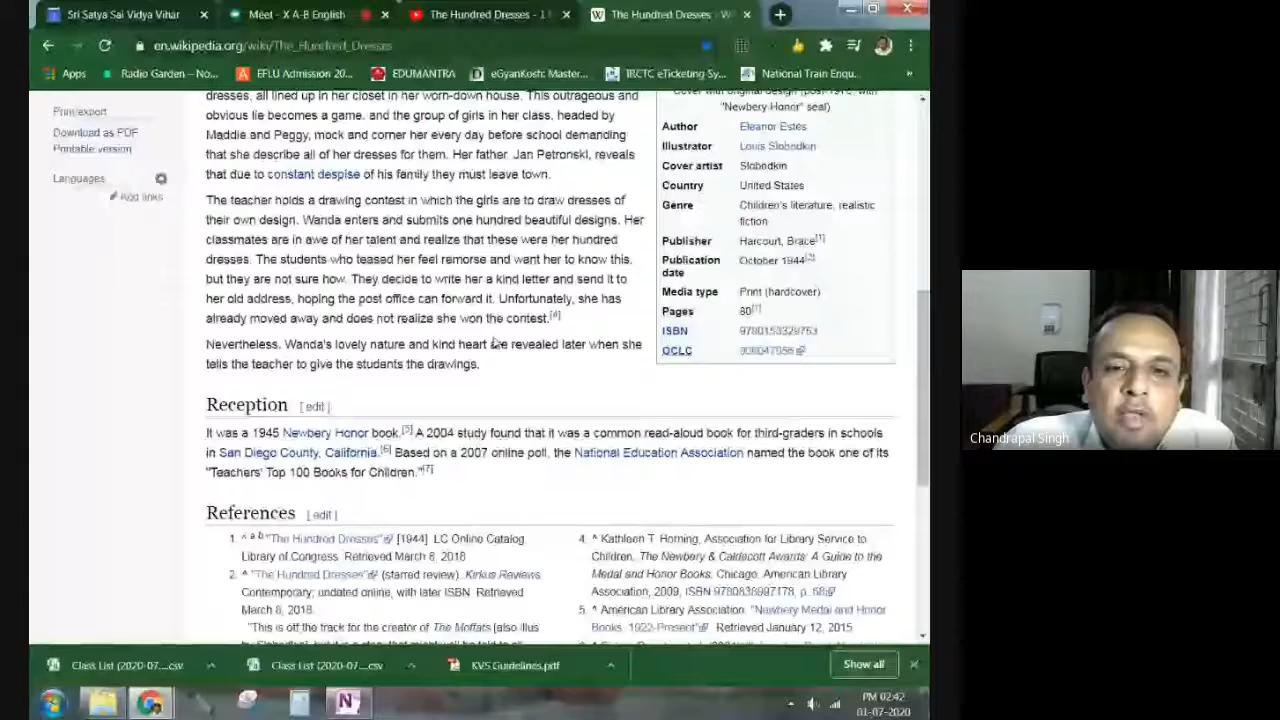 Sri Satya Sai Vidya Vihar
Meet - X A-B English
The Hundred Dresses - 1
The Hundred Dresses - W
en.wikipedia.org/wiki/The_Hundred_Dresses
Apps
Radio Garden – No...
EFLU Admission 20...
EDUMANTRA
eGyanKosh: Master...
IRCTC eTicketing Sy...
National Train Enqu...
»
Print/export
Download as PDF
Printable version
Languages
Add links
dresses, all lined up in her closet in her worn-down house. This outrageous and
obvious lie becomes a game, and the group of girls in her class, headed by
Maddie and Peggy, mock and corner her every day before school demanding
that she describe all of her dresses for them. Her father, Jan Petronski, reveals
that due to constant despise of his family they must leave town.
The teacher holds a drawing contest in which the girls are to draw dresses of
their own design. Wanda enters and submits one hundred beautiful designs. Her
classmates are in awe of her talent and realize that these were her hundred
dresses. The students who teased her feel remorse and want her to know this,
but they are not sure how. They decide to write her a kind letter and send it to
her old address, hoping the post office can forward it. Unfortunately, she has
already moved away and does not realize she won the contest.[4]
Nevertheless, Wanda's lovely nature and kind heart are revealed later when she
tells the teacher to give the students the drawings.
Cover with original design (post-1975, with
"Newbery Honor" seal)
Author Eleanor Estes
Illustrator Louis Slobodkin
Cover artist Slobodkin
Country United States
Genre Children's literature, realistic
fiction
Publisher Harcourt, Brace[1]
Publication October 1944[2]
date
Media type Print (hardcover)
Pages 80[1]
ISBN
OCLC
Reception [ edit ]
It was a 1945 Newbery Honor book.[5] A 2004 study found that it was a common read-aloud book for third-graders in schools
in San Diego County, California.[6] Based on a 2007 online poll, the National Education Association named the book one of its
"Teachers' Top 100 Books for Children."[7]
References [ edit ]
1. ^ a b "The Hundred Dresses" [1944]. LC Online Catalog.
Library of Congress. Retrieved March 8, 2018
2. ^ "The Hundred Dresses" (starred review). Kirkus Reviews.
Contemporary; updated online, with later ISBN. Retrieved
March 8, 2018.
"This is off the track for the creator of The Moffats [also illus
4. ^ Kathleen T. Horning, Association for Library Service to
Children, The Newbery & Caldecott Awards: A Guide to the
Medal and Honor Books. Chicago: American Library
Association, 2009, ISBN 9780838997178, p. 68
5. ^ American Library Association. "Newbery Medal and Honor
Books, 1922-Present". Retrieved January 12, 2015
Class List (2020-07....csv
Class List (2020-07....csv
KVS Guidelines.pdf
Show all
PM 02:42
01-07-2020
Chandrapal Singh